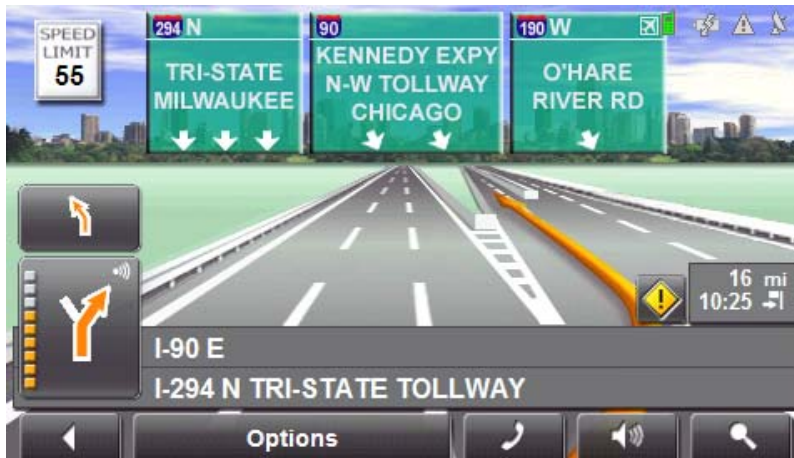 SPEED
LIMIT
55
294 N
TRI-STATE
MILWAUKEE
90
KENNEDY EXPY
N-W TOLLWAY
CHICAGO
190 W
O'HARE
RIVER RD
16 mi
10:25
I-90 E
I-294 N TRI-STATE TOLLWAY
Options